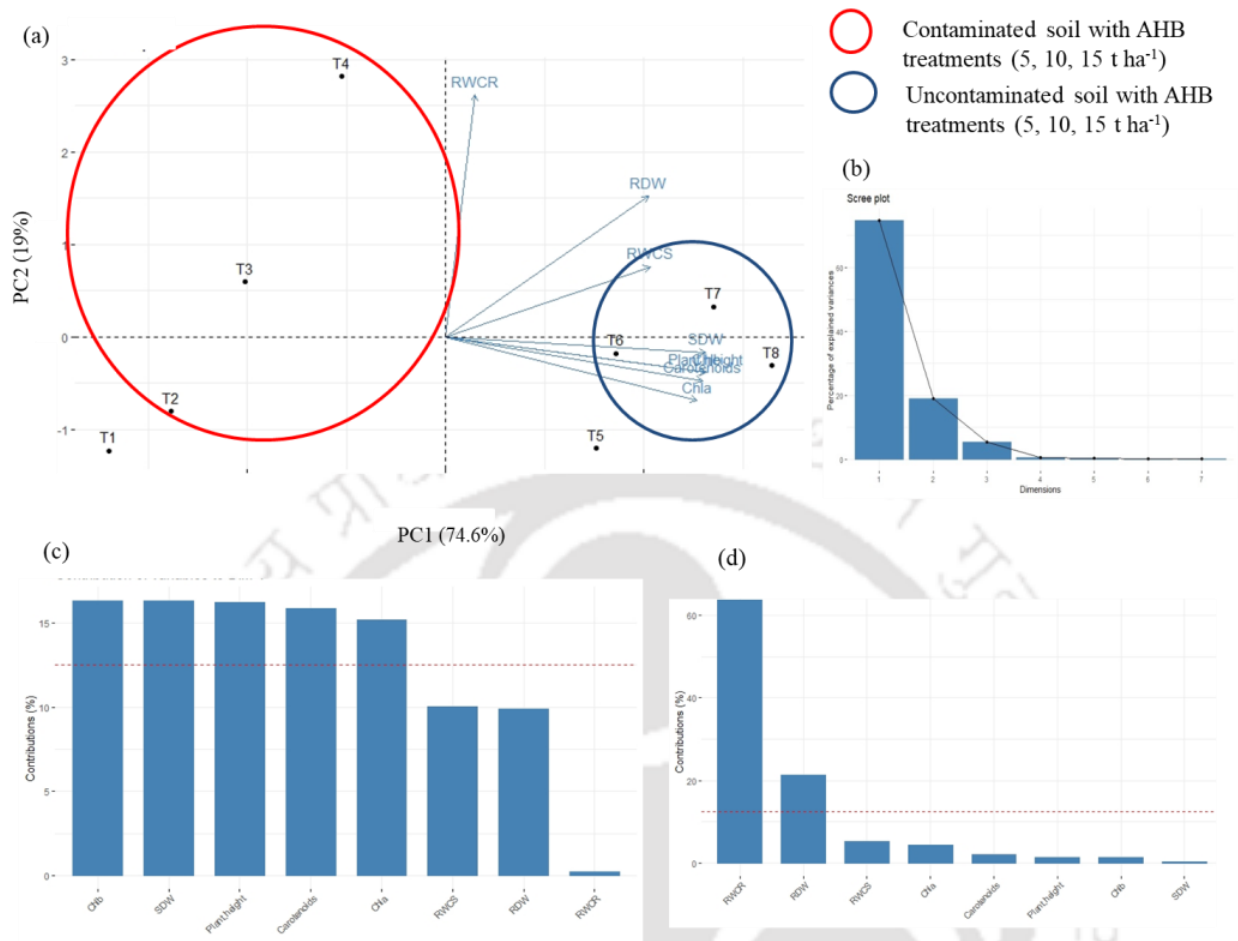 (a)
Contaminated soil with AHB
treatments (5, 10, 15 t ha-1)
Uncontaminated soil with AHB
treatments (5, 10, 15 t ha-1)
3
2
1
0
-1
PC2 (19%)
T4
RWCR
RDW
RWCS
T3
T7
T6
SDW
Plant.height
T8
Carotenoids
Chla
T2
T1
T5
PC1 (74.6%)
(b)
Scree plot
Percentage of explained variances
60
40
20
0
1 2 3 4 5 6 7
Dimensions
(c)
Contributions (%)
15
10
5
0
Chlb SDW Plant.height Carotenoids Chla RWCS RDW RWCR
(d)
Contributions (%)
60
40
20
0
RWCR RDW RWCS Chla Carotenoids Plant.height Chlb SDW